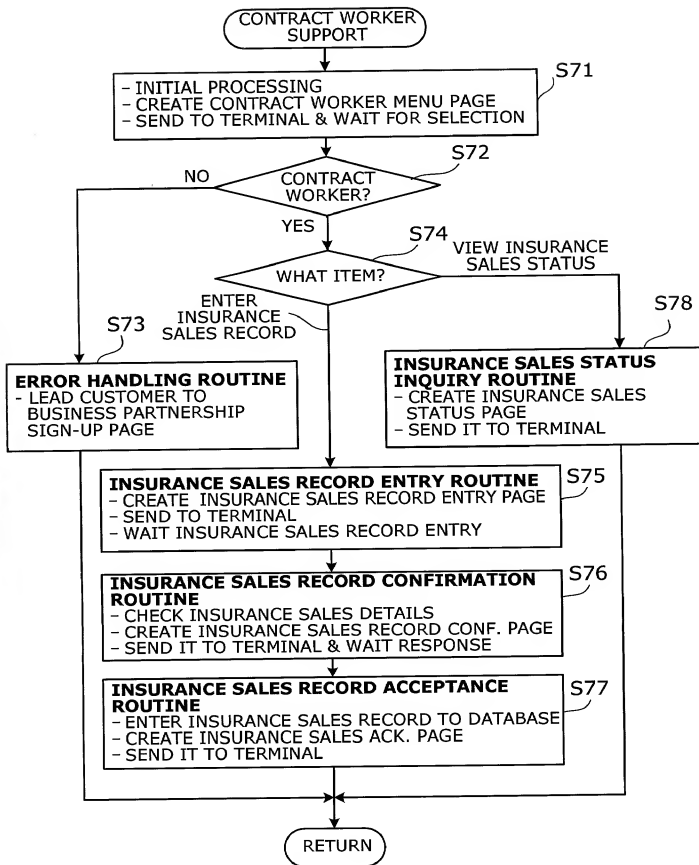 CONTRACT WORKER
SUPPORT
S71
– INITIAL PROCESSING
– CREATE CONTRACT WORKER MENU PAGE
– SEND TO TERMINAL & WAIT FOR SELECTION
S72
NO
CONTRACT
WORKER?
YES
S74
VIEW INSURANCE
SALES STATUS
WHAT ITEM?
ENTER
INSURANCE
SALES RECORD
S73
S78
ERROR HANDLING ROUTINE
– LEAD CUSTOMER TO
BUSINESS PARTNERSHIP
SIGN-UP PAGE
INSURANCE SALES STATUS
INQUIRY ROUTINE
– CREATE INSURANCE SALES
STATUS PAGE
– SEND IT TO TERMINAL
S75
INSURANCE SALES RECORD ENTRY ROUTINE
– CREATE INSURANCE SALES RECORD ENTRY PAGE
– SEND TO TERMINAL
– WAIT INSURANCE SALES RECORD ENTRY
S76
INSURANCE SALES RECORD CONFIRMATION
ROUTINE
– CHECK INSURANCE SALES DETAILS
– CREATE INSURANCE SALES RECORD CONF. PAGE
– SEND IT TO TERMINAL & WAIT RESPONSE
S77
INSURANCE SALES RECORD ACCEPTANCE
ROUTINE
– ENTER INSURANCE SALES RECORD TO DATABASE
– CREATE INSURANCE SALES ACK. PAGE
– SEND IT TO TERMINAL
RETURN